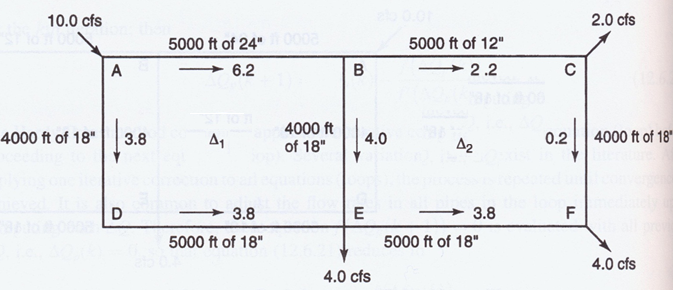 10.0 cfs
2.0 cfs
5000 ft of 24"
5000 ft of 12"
A
6.2
B
2.2
C
4000 ft of 18"
3.8
Δ1
4000 ft
of 18"
4.0
Δ2
0.2
4000 ft of 18"
D
3.8
E
3.8
F
5000 ft of 18"
5000 ft of 18"
4.0 cfs
4.0 cfs